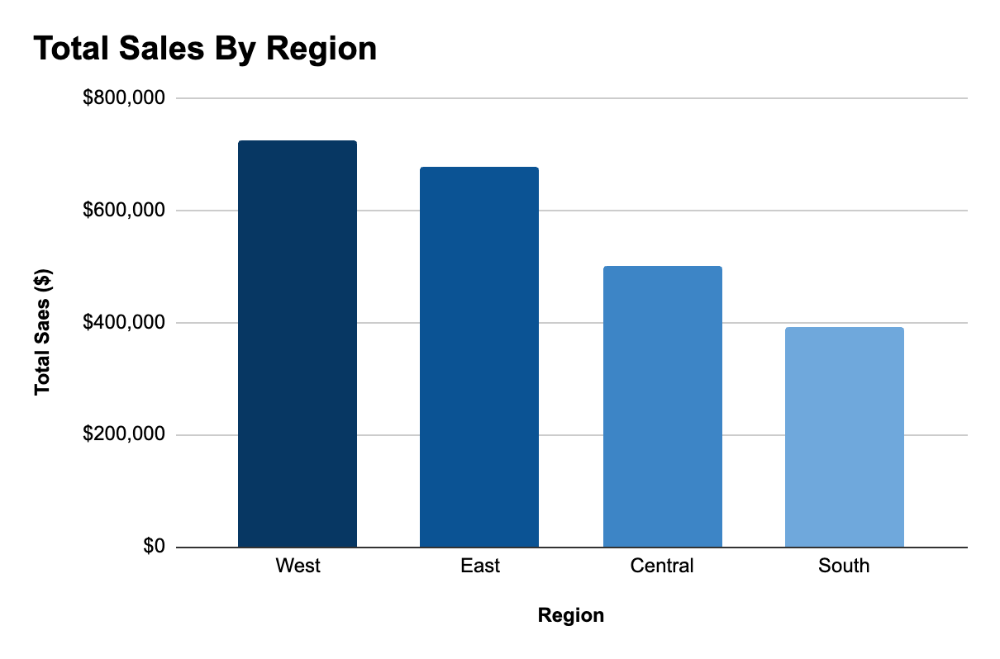 Total Sales By Region
$800,000
$600,000
$400,000
$200,000
$0
Total Saes ($)
West
East
Central
South
Region